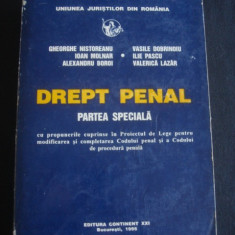 UNIUNEA JURIŞTILOR DIN ROMÂNIA
GHEORGHE NISTOREANU
IOAN MOLNAR
ALEXANDRU BOROI
VASILE DOBRINOIU
ILIE PASCU
VALERICĂ LAZĂR
DREPT PENAL
PARTEA SPECIALĂ
cu propunerile cuprinse în Proiectul de Lege pentru
modificarea şi completarea Codului penal şi a Codului
de procedură penală
EDITURA CONTINENT XXI
Bucureşti, 1995